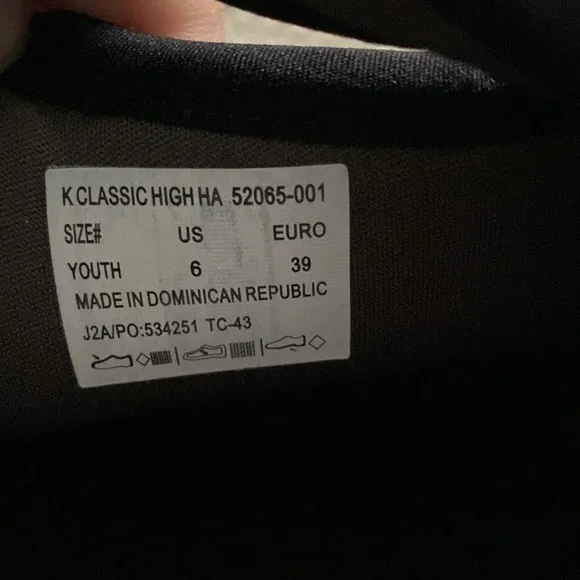 K CLASSIC HIGH HA 52065-001
SIZE# US EURO
YOUTH 6 39
MADE IN DOMINICAN REPUBLIC
J2A/PO:534251 TC-43